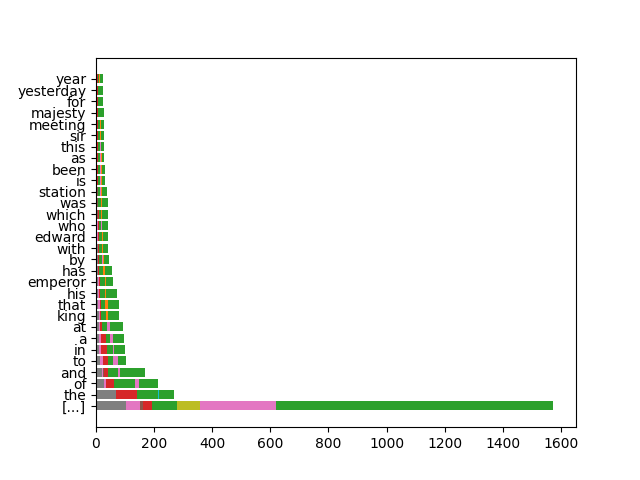 year
yesterday
for
majesty
meeting
sir
this
as
been
is
station
was
which
who
edward
with
by
has
emperor
his
that
king
at
a
in
to
and
of
the
[...]
0 200 400 600 800 1000 1200 1400 1600